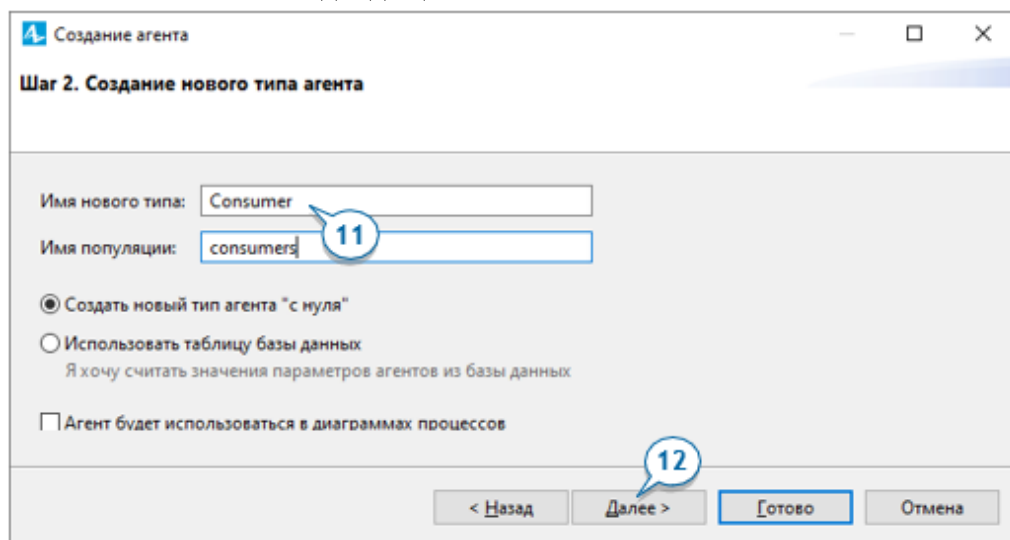 Создание агента
Шаг 2. Создание нового типа агента
Имя нового типа: Consumer
11
Имя популяции: consumers
Создать новый тип агента "с нуля"
Использовать таблицу базы данных
Я хочу считать значения параметров агентов из базы данных
Агент будет использоваться в диаграммах процессов
12
< Назад Далее > Готово Отмена